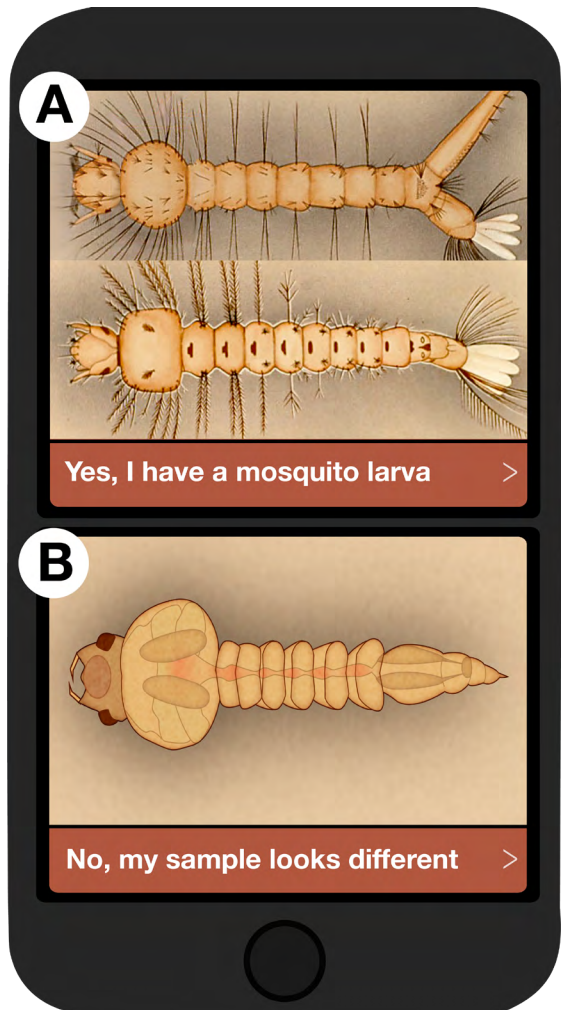 A
Yes, I have a mosquito larva >
B
No, my sample looks different >